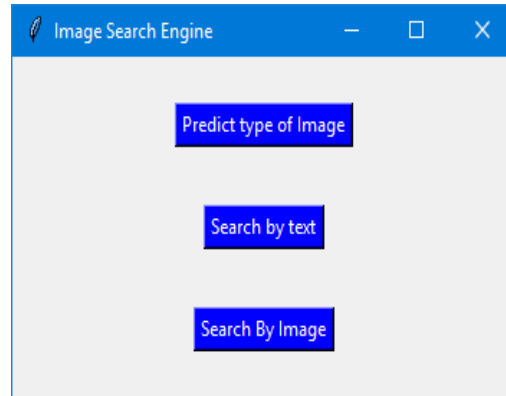 Image Search Engine
Predict type of Image
Search by text
Search By Image